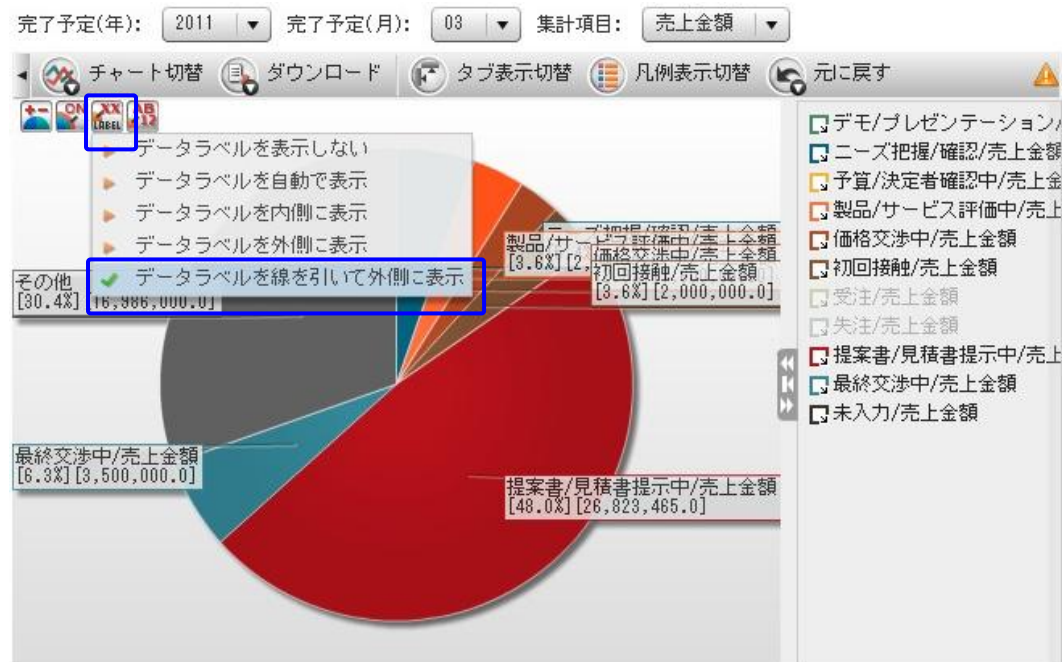 完了予定(年): 2011 完了予定(月): 03 集計項目: 売上金額
チャート切替 ダウンロード タブ表示切替 凡例表示切替 元に戻す
ON XX LABEL AB 12
データラベルを表示しない
データラベルを自動で表示
データラベルを内側に表示
データラベルを外側に表示
データラベルを線を引いて外側に表示
その他
[30.4%] [16,986,000.0]
製品/サービス評価中/売上金額
[3.6%] [2,
価格交渉中/売上金額
初回接触/売上金額
[3.6%] [2,000,000.0]
最終交渉中/売上金額
[6.3%] [3,500,000.0]
提案書/見積書提示中/売上金額
[48.0%] [26,823,465.0]
デモ/プレゼンテーション/
ニーズ把握/確認/売上金額
予算/決定者確認中/売上金
製品/サービス評価中/売上
価格交渉中/売上金額
初回接触/売上金額
受注/売上金額
失注/売上金額
提案書/見積書提示中/売上
最終交渉中/売上金額
未入力/売上金額